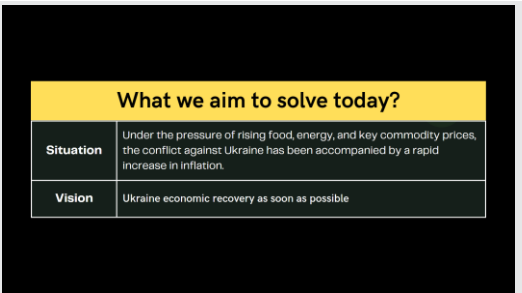 What we aim to solve today?
Situation
Under the pressure of rising food, energy, and key commodity prices,
the conflict against Ukraine has been accompanied by a rapid
increase in inflation.
Vision
Ukraine economic recovery as soon as possible